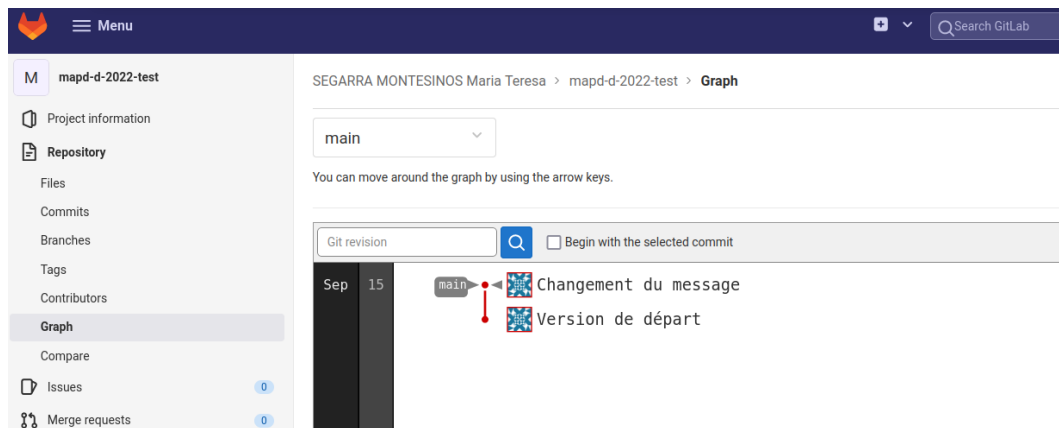 Menu
Search GitLab
M mapd-d-2022-test
Project information
Repository
Files
Commits
Branches
Tags
Contributors
Graph
Compare
Issues 0
Merge requests 0
SEGARRA MONTESINOS Maria Teresa > mapd-d-2022-test > Graph
main
You can move around the graph by using the arrow keys.
Git revision
Begin with the selected commit
Sep 15 main Changement du message
Version de départ